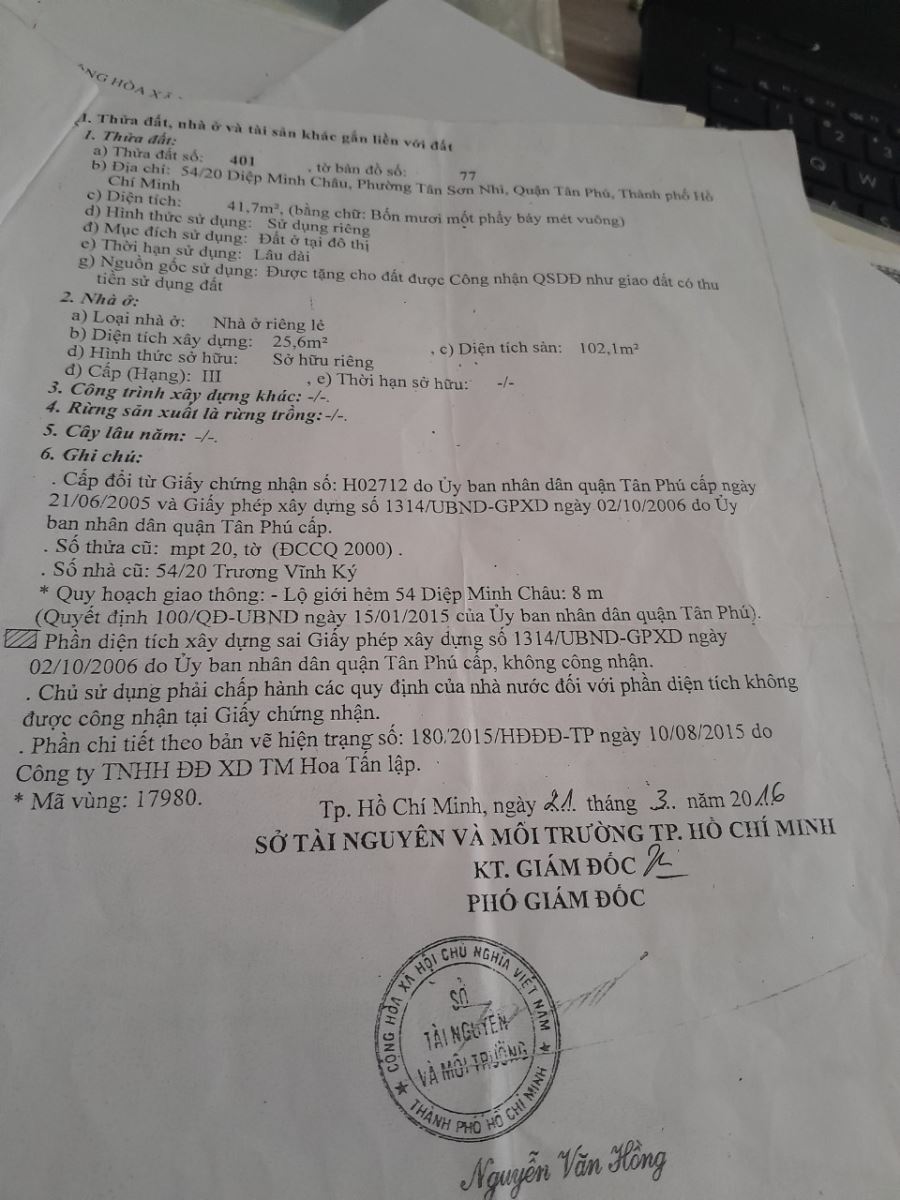 NG HÒA XÃ
1. Thửa đất, nhà ở và tài sản khác gắn liền với đất
1. Thửa đất:
a) Thửa đất số: 401 , tờ bản đồ số: 77
b) Địa chỉ: 54/20 Diệp Minh Châu, Phường Tân Sơn Nhì, Quận Tân Phú, Thành phố Hồ
Chí Minh
c) Diện tích: 41,7m², (bằng chữ: Bốn mươi một phẩy bảy mét vuông)
d) Hình thức sử dụng: Sử dụng riêng
đ) Mục đích sử dụng: Đất ở tại đô thị
e) Thời hạn sử dụng: Lâu dài
g) Nguồn gốc sử dụng: Được tặng cho đất được Công nhận QSDĐ như giao đất có thu
tiền sử dụng đất
2. Nhà ở:
a) Loại nhà ở: Nhà ở riêng lẻ
b) Diện tích xây dựng: 25,6m² , c) Diện tích sàn: 102,1m²
d) Hình thức sở hữu: Sở hữu riêng
đ) Cấp (Hạng): III , e) Thời hạn sở hữu: -/-
3. Công trình xây dựng khác: -/-.
4. Rừng sản xuất là rừng trồng: -/-.
5. Cây lâu năm: -/-.
6. Ghi chú:
. Cấp đổi từ Giấy chứng nhận số: H02712 do Ủy ban nhân dân quận Tân Phú cấp ngày
21/06/2005 và Giấy phép xây dựng số 1314/UBND-GPXD ngày 02/10/2006 do Ủy
ban nhân dân quận Tân Phú cấp.
. Số thửa cũ: mpt 20, tờ (ĐCCQ 2000) .
. Số nhà cũ: 54/20 Trương Vĩnh Ký
* Quy hoạch giao thông: - Lộ giới hẻm 54 Diệp Minh Châu: 8 m
(Quyết định 100/QĐ-UBND ngày 15/01/2015 của Ủy ban nhân dân quận Tân Phú).
Phần diện tích xây dựng sai Giấy phép xây dựng số 1314/UBND-GPXD ngày
02/10/2006 do Ủy ban nhân dân quận Tân Phú cấp, không công nhận.
. Chủ sử dụng phải chấp hành các quy định của nhà nước đối với phần diện tích không
được công nhận tại Giấy chứng nhận.
. Phần chi tiết theo bản vẽ hiện trạng số: 180/2015/HĐĐĐ-TP ngày 10/08/2015 do
Công ty TNHH ĐĐ XD TM Hoa Tấn lập.
* Mã vùng: 17980.
Tp. Hồ Chí Minh, ngày 21 tháng 3 năm 2016
SỞ TÀI NGUYÊN VÀ MÔI TRƯỜNG TP. HỒ CHÍ MINH
KT. GIÁM ĐỐC
PHÓ GIÁM ĐỐC
CỘNG HÒA XÃ HỘI CHỦ NGHĨA VIỆT NAM
SỞ
TÀI NGUYÊN
VÀ MÔI TRƯỜNG
THÀNH PHỐ HỒ CHÍ MINH
Nguyễn Văn Hồng